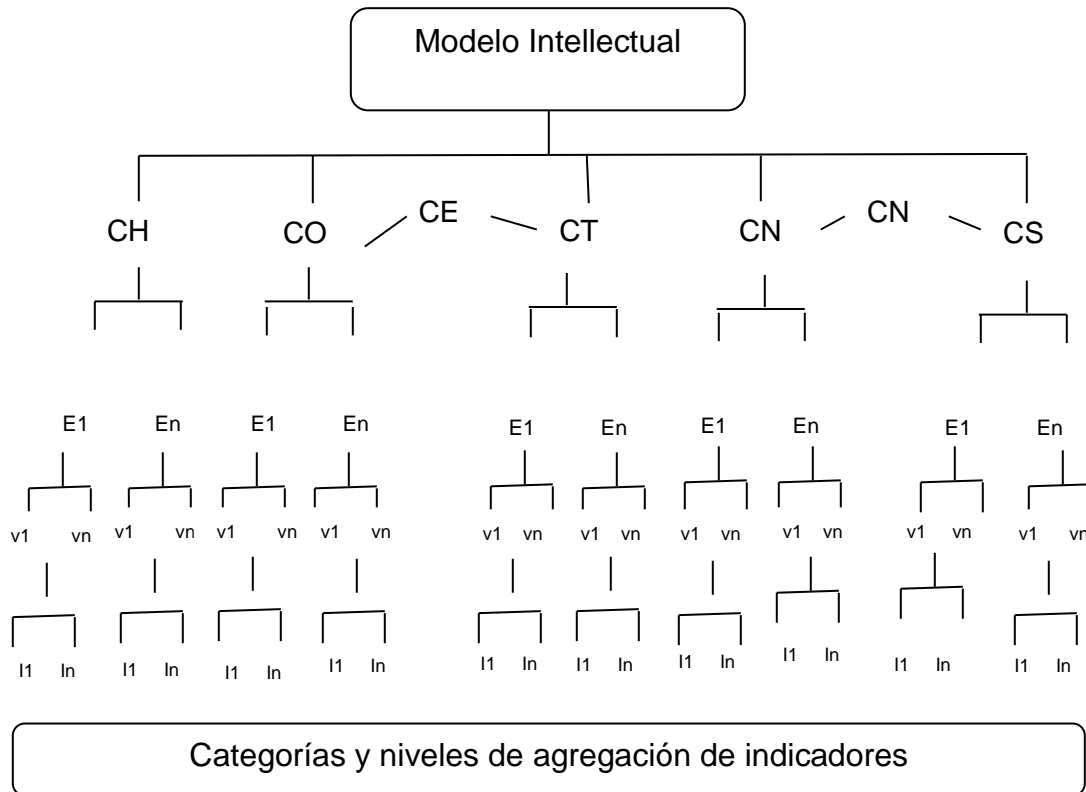 Modelo Intellectual
CH CO CE CT CN CN CS
E1 En E1 En E1 En E1 En E1 En
v1 vn v1 vn v1 vn v1 vn v1 vn v1 vn v1 vn v1 vn v1 vn v1 vn
I1 In I1 In I1 In I1 In I1 In I1 In I1 In I1 In I1 In I1 In
Categorías y niveles de agregación de indicadores